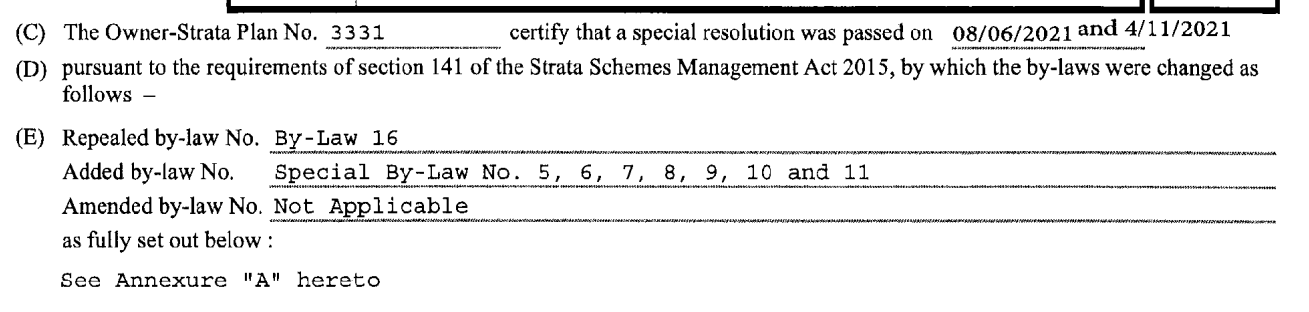 (C) The Owner-Strata Plan No. 3331 certify that a special resolution was passed on 08/06/2021 and 4/11/2021
(D) pursuant to the requirements of section 141 of the Strata Schemes Management Act 2015, by which the by-laws were changed as
follows –
(E) Repealed by-law No. By-Law 16
Added by-law No. Special By-Law No. 5, 6, 7, 8, 9, 10 and 11
Amended by-law No. Not Applicable
as fully set out below :
See Annexure "A" hereto